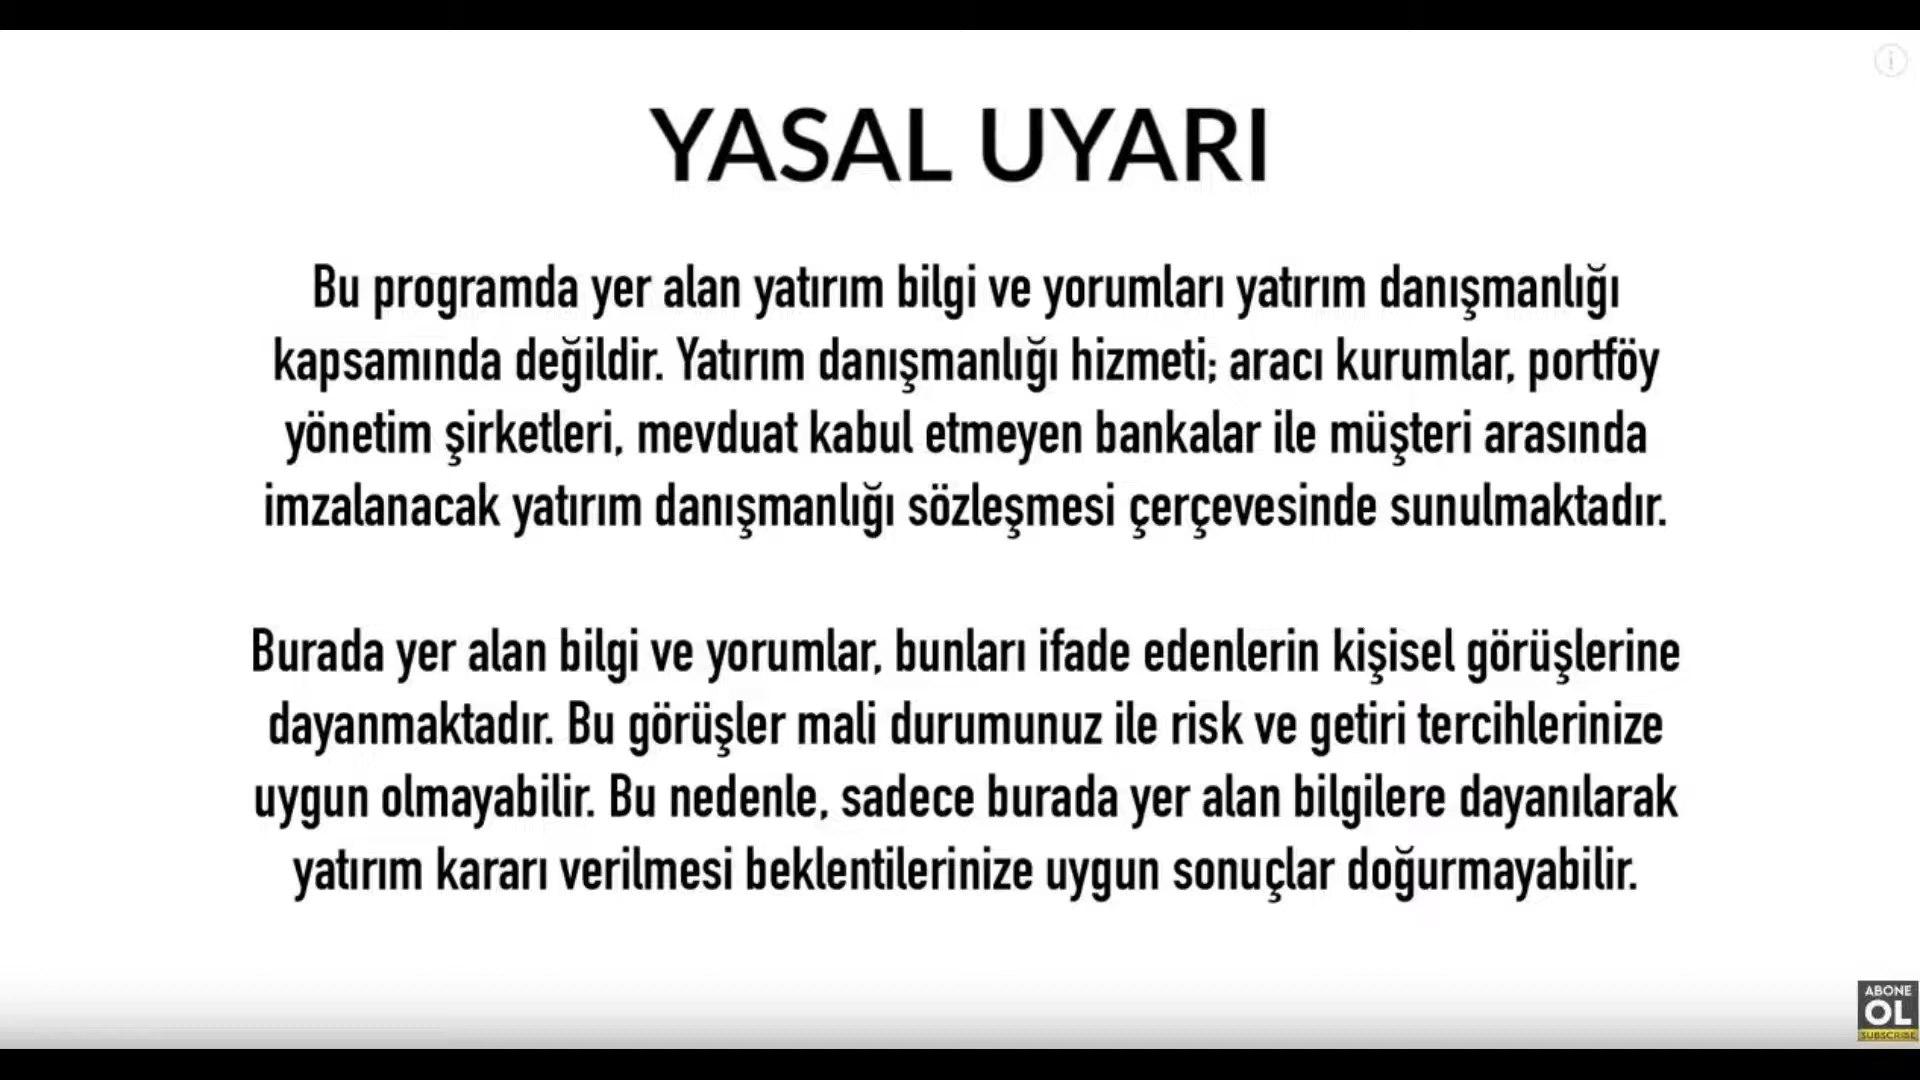 YASAL UYARI
Bu programda yer alan yatırım bilgi ve yorumları yatırım danışmanlığı
kapsamında değildir. Yatırım danışmanlığı hizmeti; aracı kurumlar, portföy
yönetim şirketleri, mevduat kabul etmeyen bankalar ile müşteri arasında
imzalanacak yatırım danışmanlığı sözleşmesi çerçevesinde sunulmaktadır.
Burada yer alan bilgi ve yorumlar, bunları ifade edenlerin kişisel görüşlerine
dayanmaktadır. Bu görüşler mali durumunuz ile risk ve getiri tercihlerinize
uygun olmayabilir. Bu nedenle, sadece burada yer alan bilgilere dayanılarak
yatırım kararı verilmesi beklentilerinize uygun sonuçlar doğurmayabilir.
ABONE
OL
SUBSCRIBE